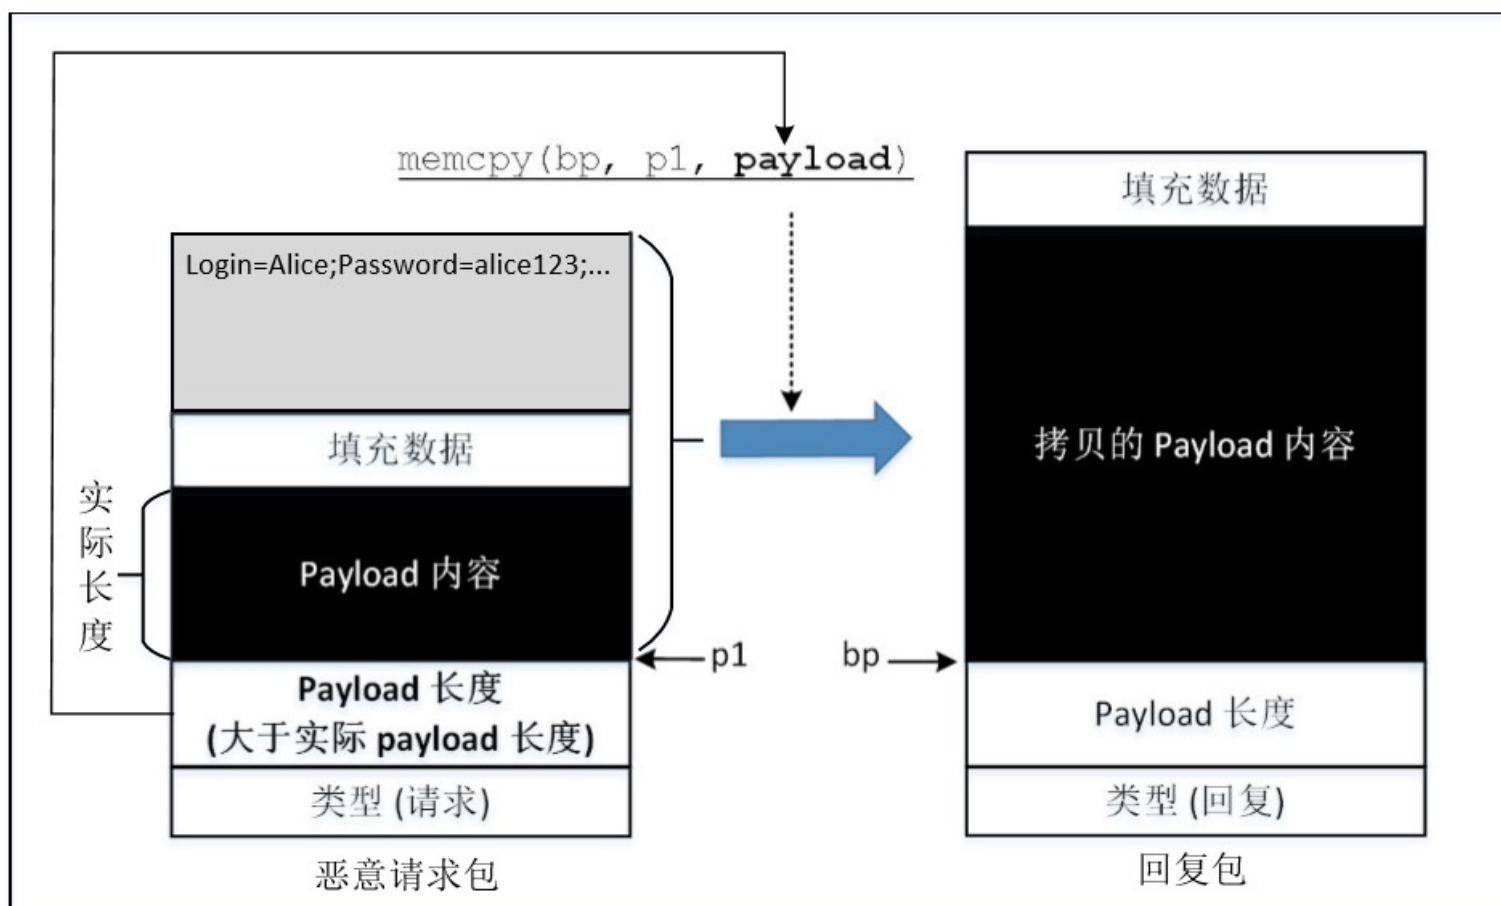 memcpy(bp, p1, payload)
Login=Alice;Password=alice123;...
填充数据
实际长度
Payload 内容
p1
Payload 长度
(大于实际 payload 长度)
类型 (请求)
恶意请求包
填充数据
拷贝的 Payload 内容
bp
Payload 长度
类型 (回复)
回复包